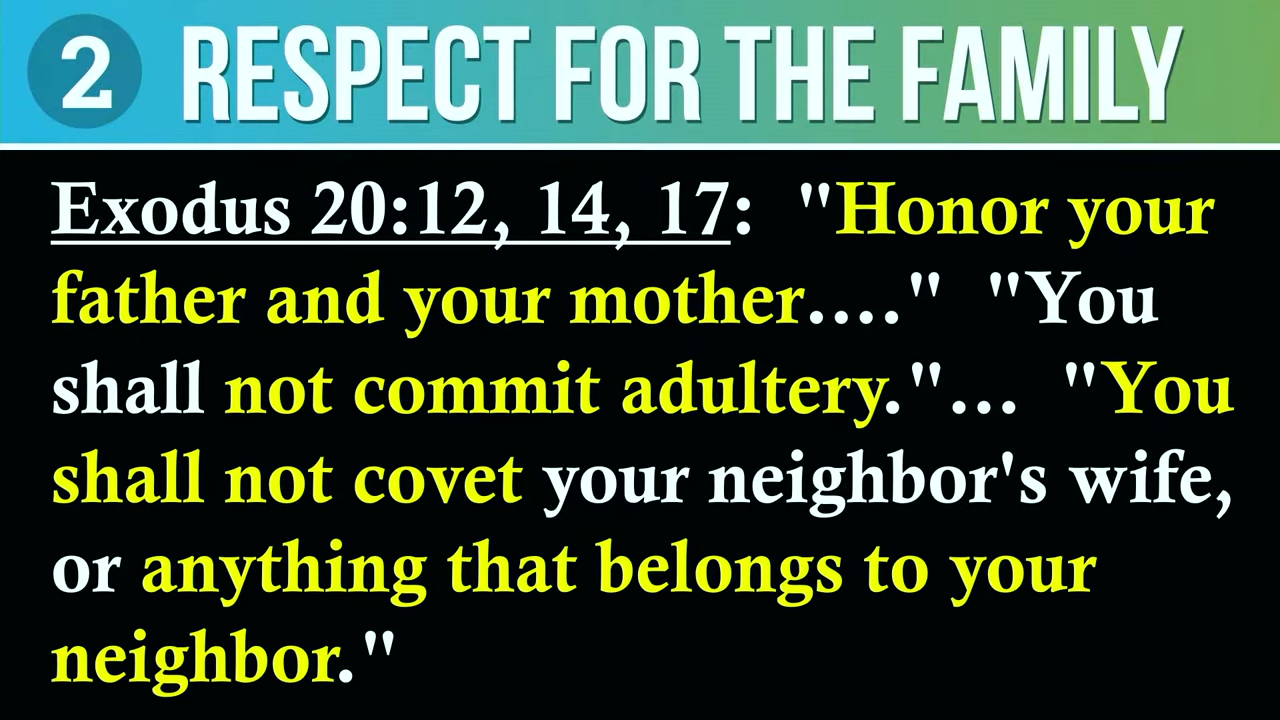 2 RESPECT FOR THE FAMILY
Exodus 20:12, 14, 17:  "Honor your
father and your mother...."  "You
shall not commit adultery."...  "You
shall not covet your neighbor's wife,
or anything that belongs to your
neighbor."